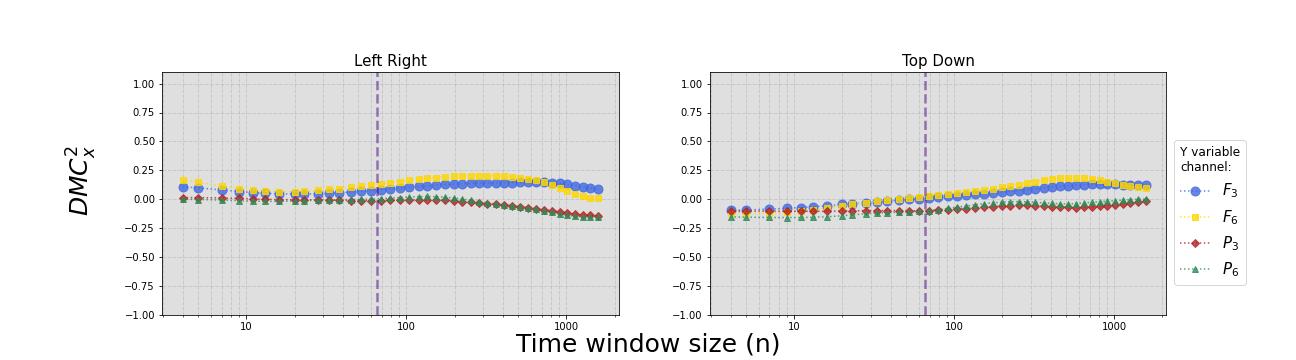 Left Right
Top Down
DMC²ₓ
1.00
0.75
0.50
0.25
0.00
−0.25
−0.50
−0.75
−1.00
10
100
1000
1.00
0.75
0.50
0.25
0.00
−0.25
−0.50
−0.75
−1.00
10
100
1000
Y variable
channel:
F₃
F₆
P₃
P₆
Time window size (n)